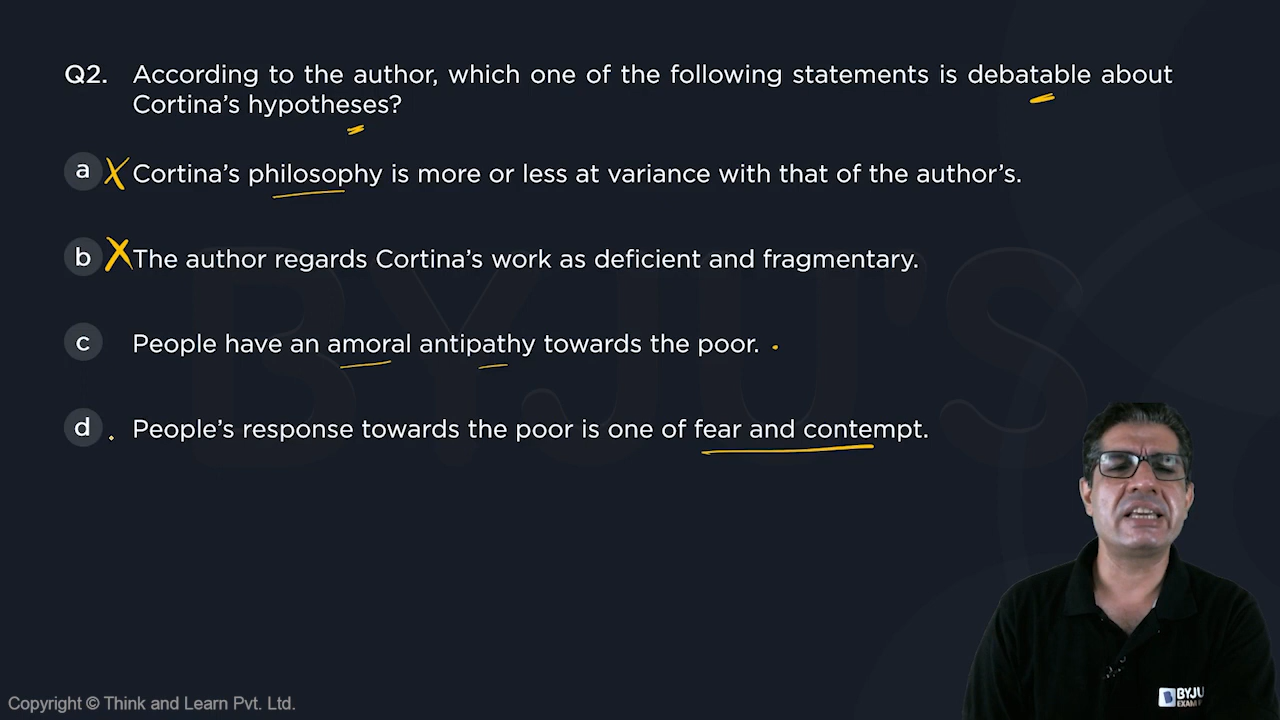 Q2. According to the author, which one of the following statements is debatable about
Cortina's hypotheses?
a X Cortina's philosophy is more or less at variance with that of the author's.
b X The author regards Cortina's work as deficient and fragmentary.
c People have an amoral antipathy towards the poor.
d People's response towards the poor is one of fear and contempt.
BYJU'S
BYJU
EXAM P
Copyright © Think and Learn Pvt. Ltd.